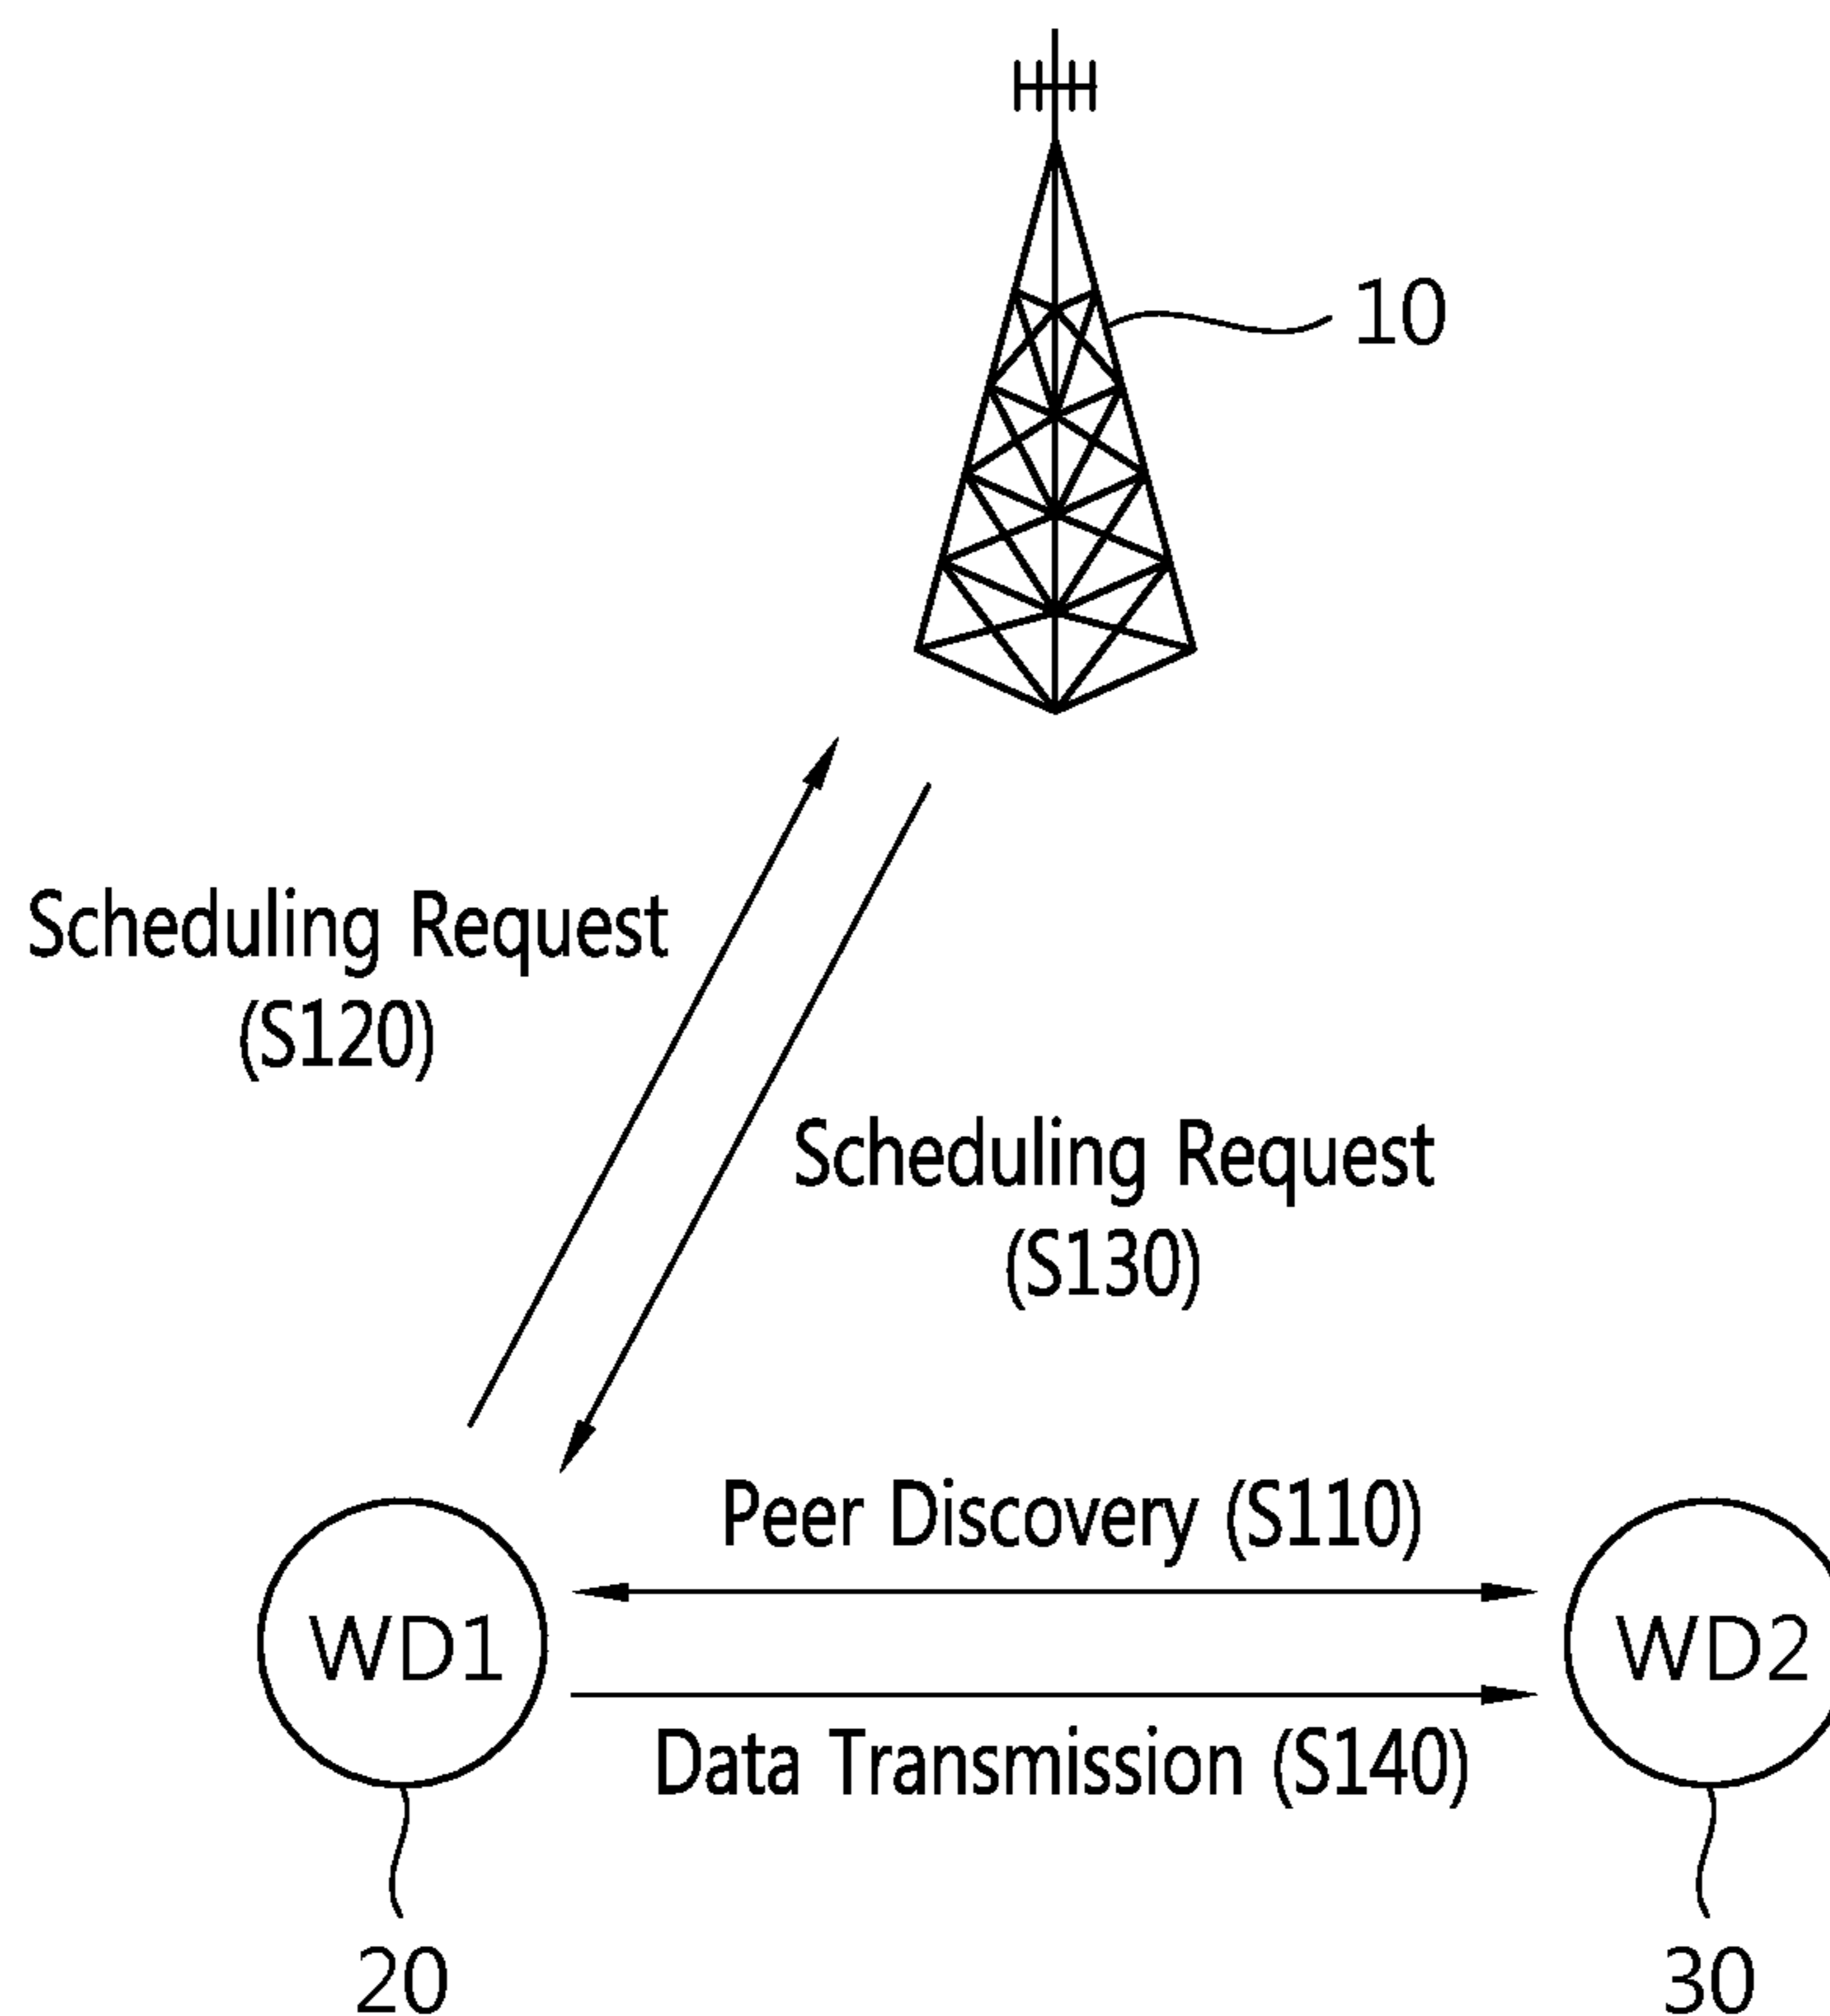 10
Scheduling Request
(S120)
Scheduling Request
(S130)
Peer Discovery (S110)
WD1
WD2
Data Transmission (S140)
20
30